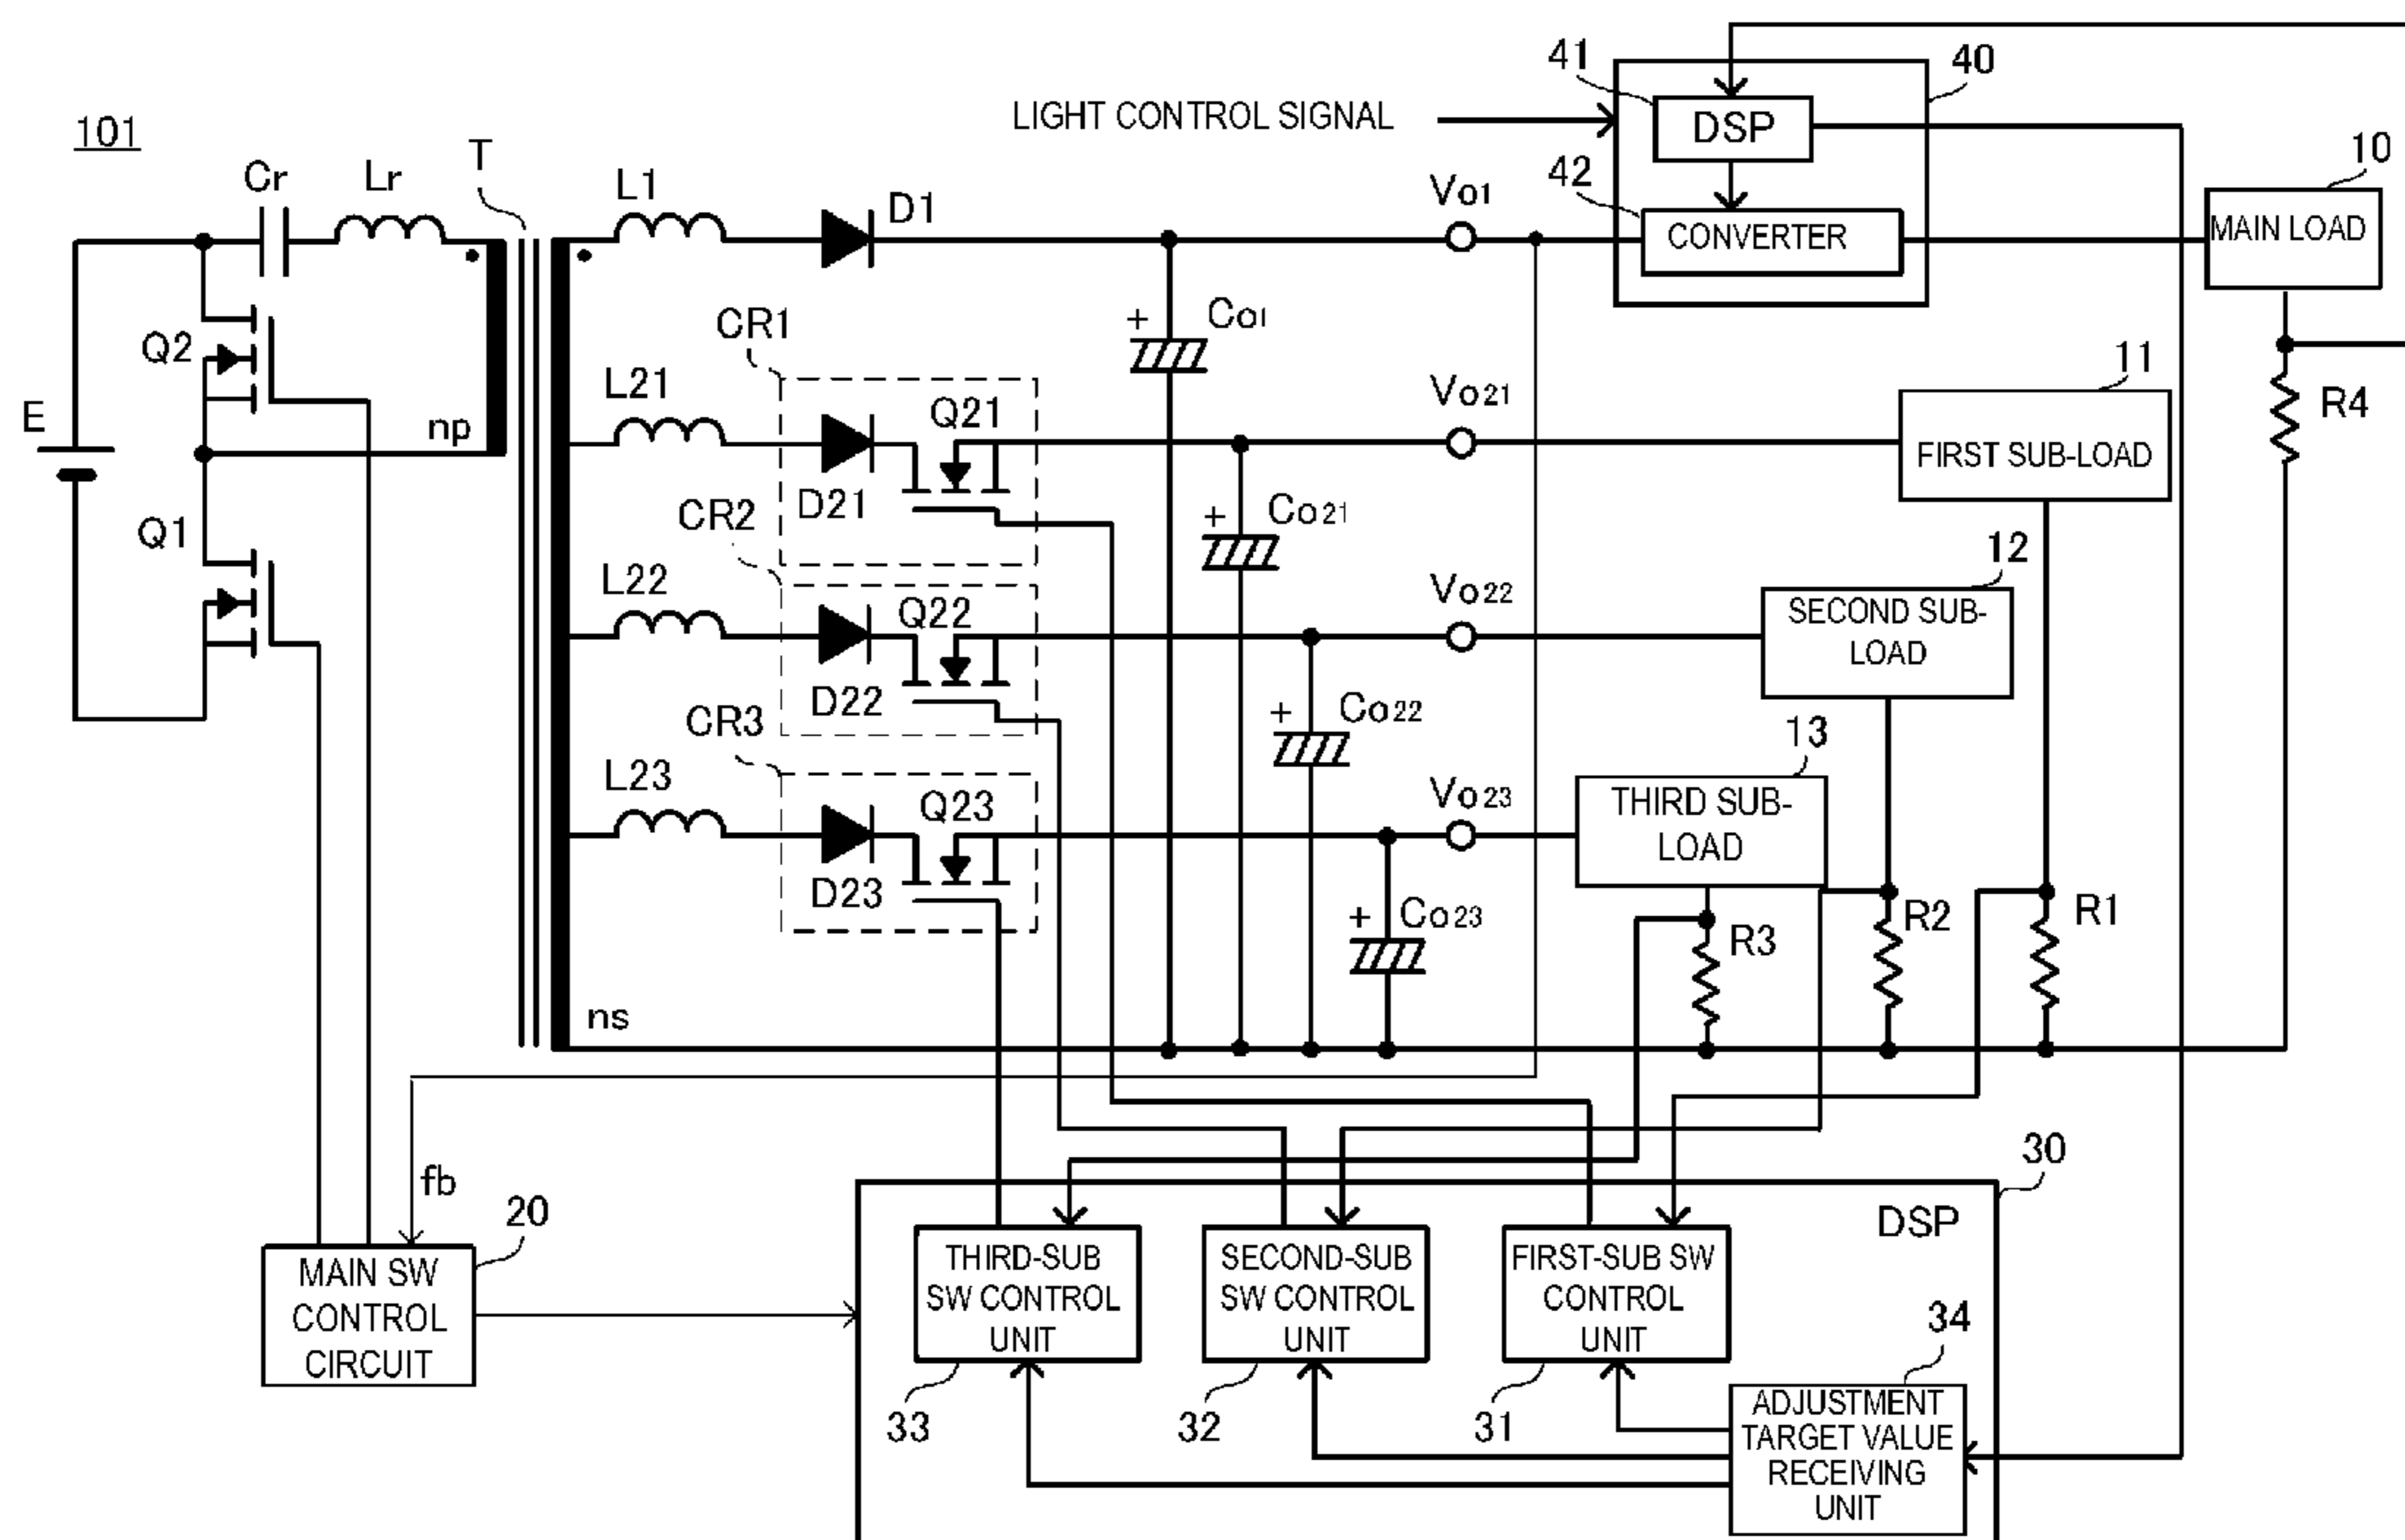 101
LIGHT CONTROL SIGNAL
41
40
DSP
42
CONVERTER
10
MAIN LOAD
Cr
Lr
T
L1
D1
Vo1
Co1
+
Q2
CR1
L21
Q21
D21
Vo21
11
FIRST SUB-LOAD
R4
E
np
CR2
+
Co21
Q1
L22
Q22
D22
Vo22
12
SECOND SUB-
LOAD
CR3
+
Co22
13
L23
Q23
D23
Vo23
THIRD SUB-
LOAD
+
Co23
R3
R2
R1
ns
fb
20
30
DSP
MAIN SW
CONTROL
CIRCUIT
THIRD-SUB
SW CONTROL
UNIT
SECOND-SUB
SW CONTROL
UNIT
FIRST-SUB SW
CONTROL
UNIT
34
33
32
31
ADJUSTMENT
TARGET VALUE
RECEIVING
UNIT